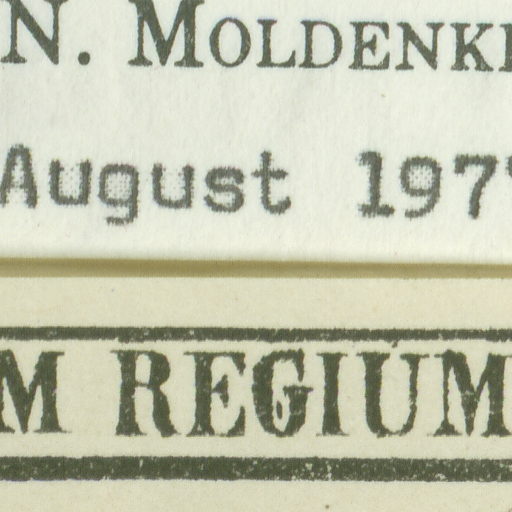 N. MOLDENK
August 197
M REGIUM